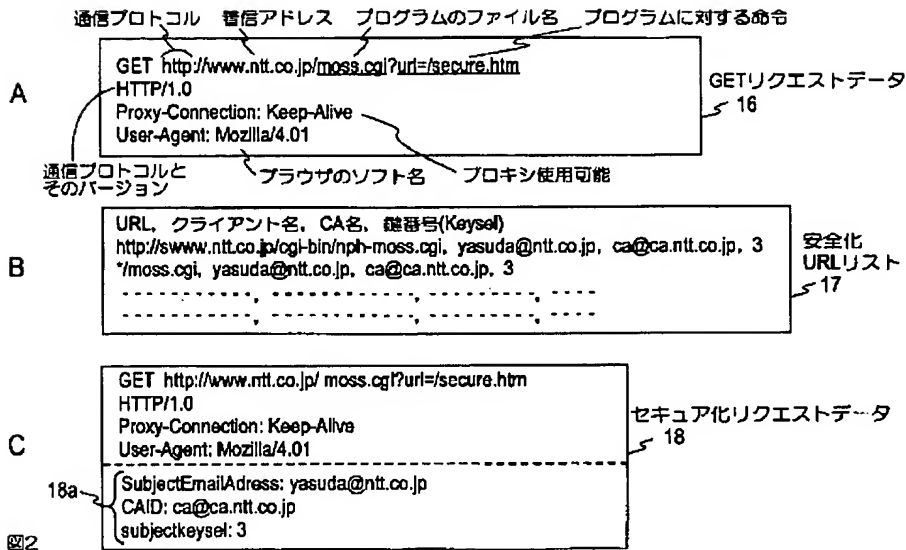 通信プロトコル 着信アドレス プログラムのファイル名 プログラムに対する命令
A
GET http://www.ntt.co.jp/moss.cgi?url=/secure.htm
HTTP/1.0
Proxy-Connection: Keep-Alive
User-Agent: Mozilla/4.01
GETリクエストデータ
16
通信プロトコルと
そのバージョン
ブラウザのソフト名
プロキシ使用可能
B
URL, クライアント名, CA名, 鍵番号(Keysel)
http://swww.ntt.co.jp/cgi-bin/nph-moss.cgi, yasuda@ntt.co.jp, ca@ca.ntt.co.jp, 3
*/moss.cgi, yasuda@ntt.co.jp, ca@ca.ntt.co.jp, 3
安全化
URLリスト
17
C
GET http://www.ntt.co.jp/ moss.cgi?url=/secure.htm
HTTP/1.0
Proxy-Connection: Keep-Alive
User-Agent: Mozilla/4.01
セキュア化リクエストデータ
18
18a
SubjectEmailAdress: yasuda@ntt.co.jp
CAID: ca@ca.ntt.co.jp
subjectkeysel: 3
図2